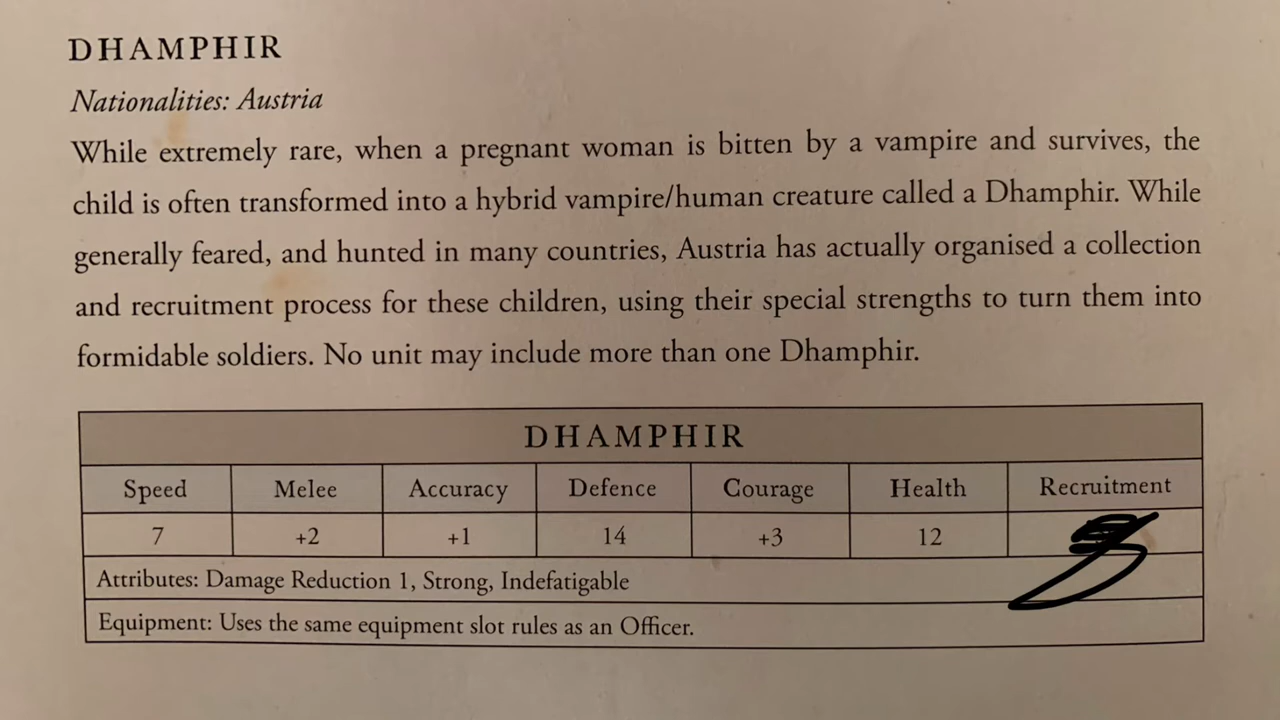 DHAMPHIR
Nationalities: Austria
While extremely rare, when a pregnant woman is bitten by a vampire and survives, the
child is often transformed into a hybrid vampire/human creature called a Dhamphir. While
generally feared, and hunted in many countries, Austria has actually organised a collection
and recruitment process for these children, using their special strengths to turn them into
formidable soldiers. No unit may include more than one Dhamphir.
DHAMPHIR
Speed Melee Accuracy Defence Courage Health Recruitment
7 +2 +1 14 +3 12
Attributes: Damage Reduction 1, Strong, Indefatigable
Equipment: Uses the same equipment slot rules as an Officer.